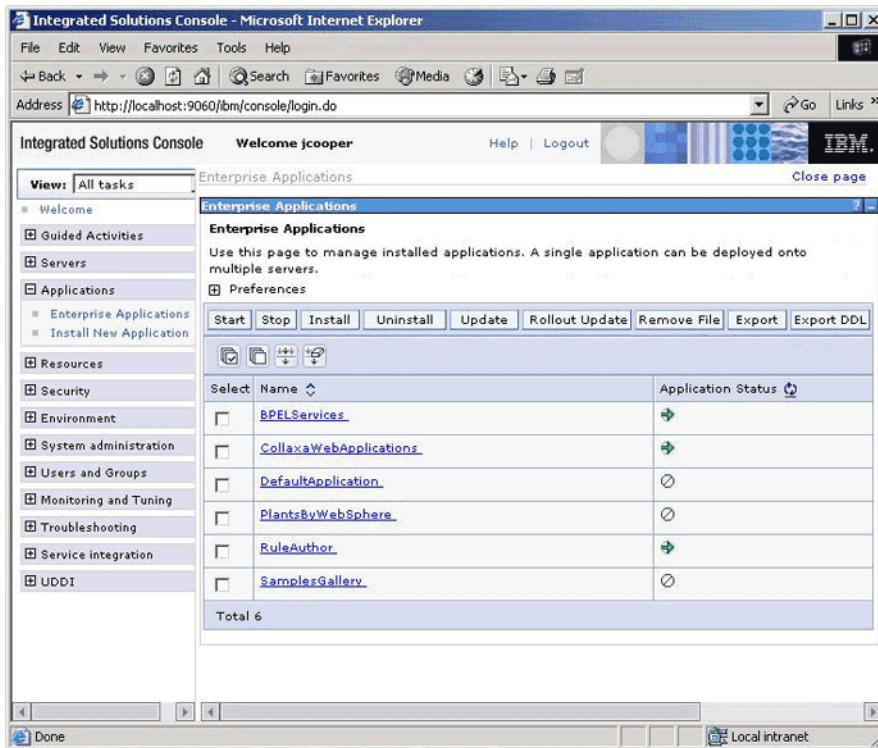 Integrated Solutions Console - Microsoft Internet Explorer
File Edit View Favorites Tools Help
Back Search Favorites Media
Address http://localhost:9060/ibm/console/login.do Go Links »
Integrated Solutions Console Welcome jcooper Help | Logout IBM.
View: All tasks
Welcome
Guided Activities
Servers
Applications
Enterprise Applications
Install New Application
Resources
Security
Environment
System administration
Users and Groups
Monitoring and Tuning
Troubleshooting
Service integration
UDDI
Enterprise Applications Close page
Enterprise Applications ? -
Enterprise Applications
Use this page to manage installed applications. A single application can be deployed onto
multiple servers.
Preferences
Start Stop Install Uninstall Update Rollout Update Remove File Export Export DDL
Select Name Application Status
BPELServices
CollaxaWebApplications
DefaultApplication
PlantsByWebSphere
RuleAuthor
SamplesGallery
Total 6
Done Local intranet